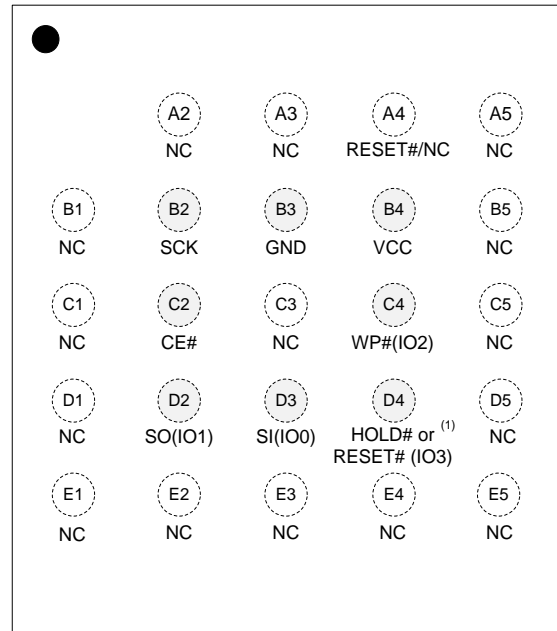 A2 A3 A4 A5
NC NC RESET#/NC NC
B1 B2 B3 B4 B5
NC SCK GND VCC NC
C1 C2 C3 C4 C5
NC CE# NC WP#(IO2) NC
D1 D2 D3 D4 D5
NC SO(IO1) SI(IO0) HOLD# or (1) NC
RESET# (IO3)
E1 E2 E3 E4 E5
NC NC NC NC NC